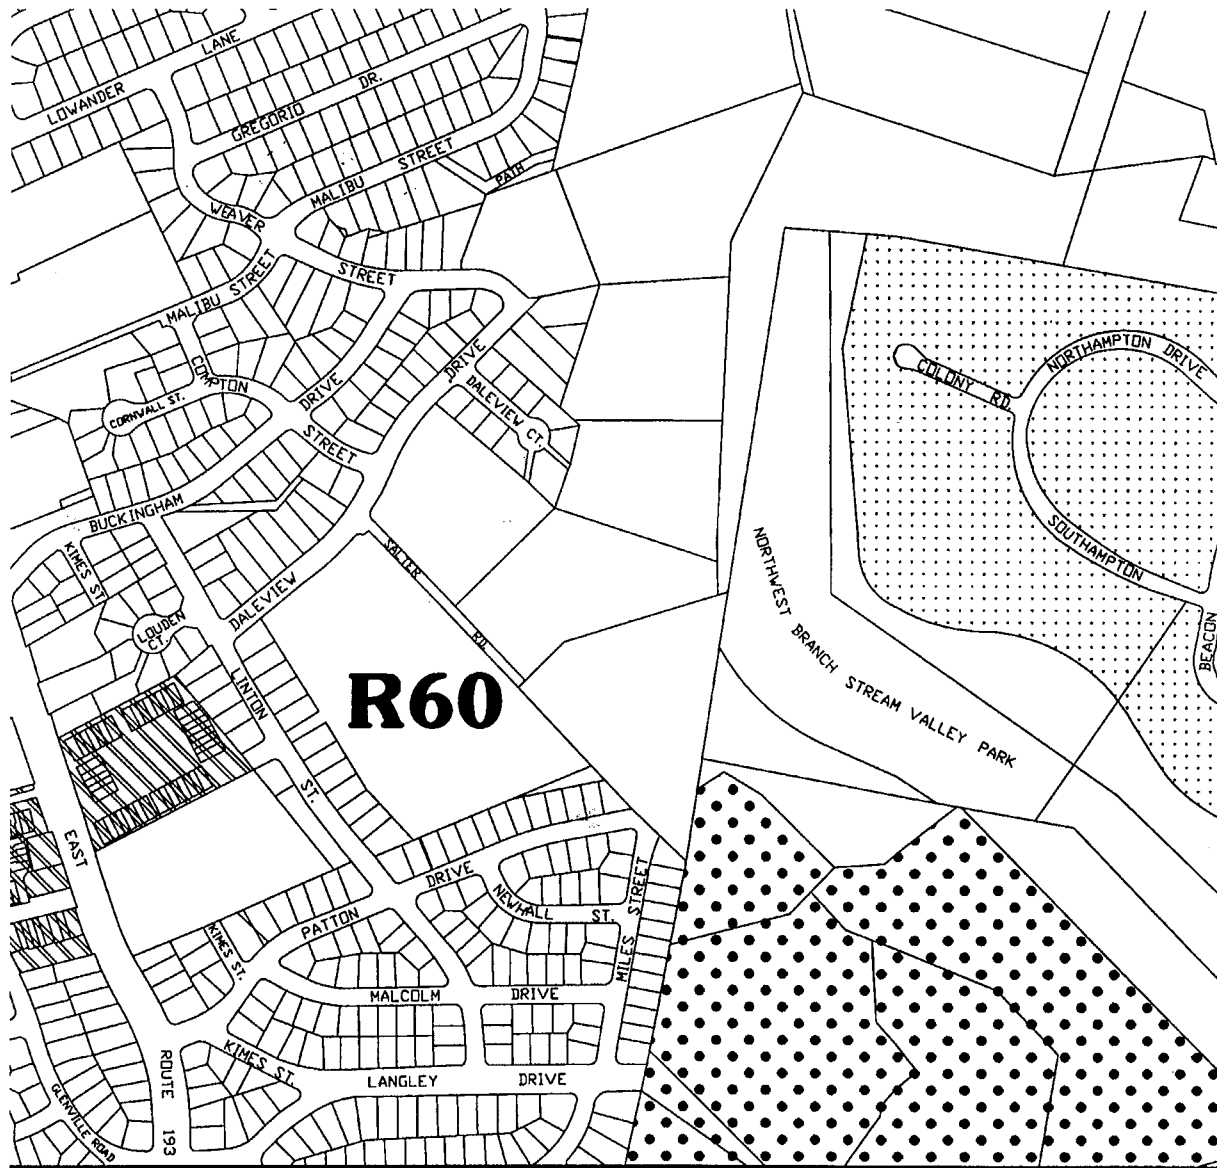 LOWANDER LANE
GREGORIO DR.
MALIBU STREET
PATH
WEAVER STREET
MALIBU STREET
COMPTON STREET
CORNWALL ST.
DRIVE
DRIVE
DALEVIEW CT.
COLONY RD.
NORTHAMPTON DRIVE
SOUTHAMPTON
BEACON
BUCKINGHAM
KIMES ST
SALTER RD.
DALEVIEW
LOUDEN CT.
LINTON ST.
R60
NORTHWEST BRANCH STREAM VALLEY PARK
EAST
PATTON DRIVE
NEWHALL ST.
MILES STREET
KIMES ST.
MALCOLM DRIVE
KIMES ST.
LANGLEY DRIVE
ROUTE 193
GLENVILLE ROAD